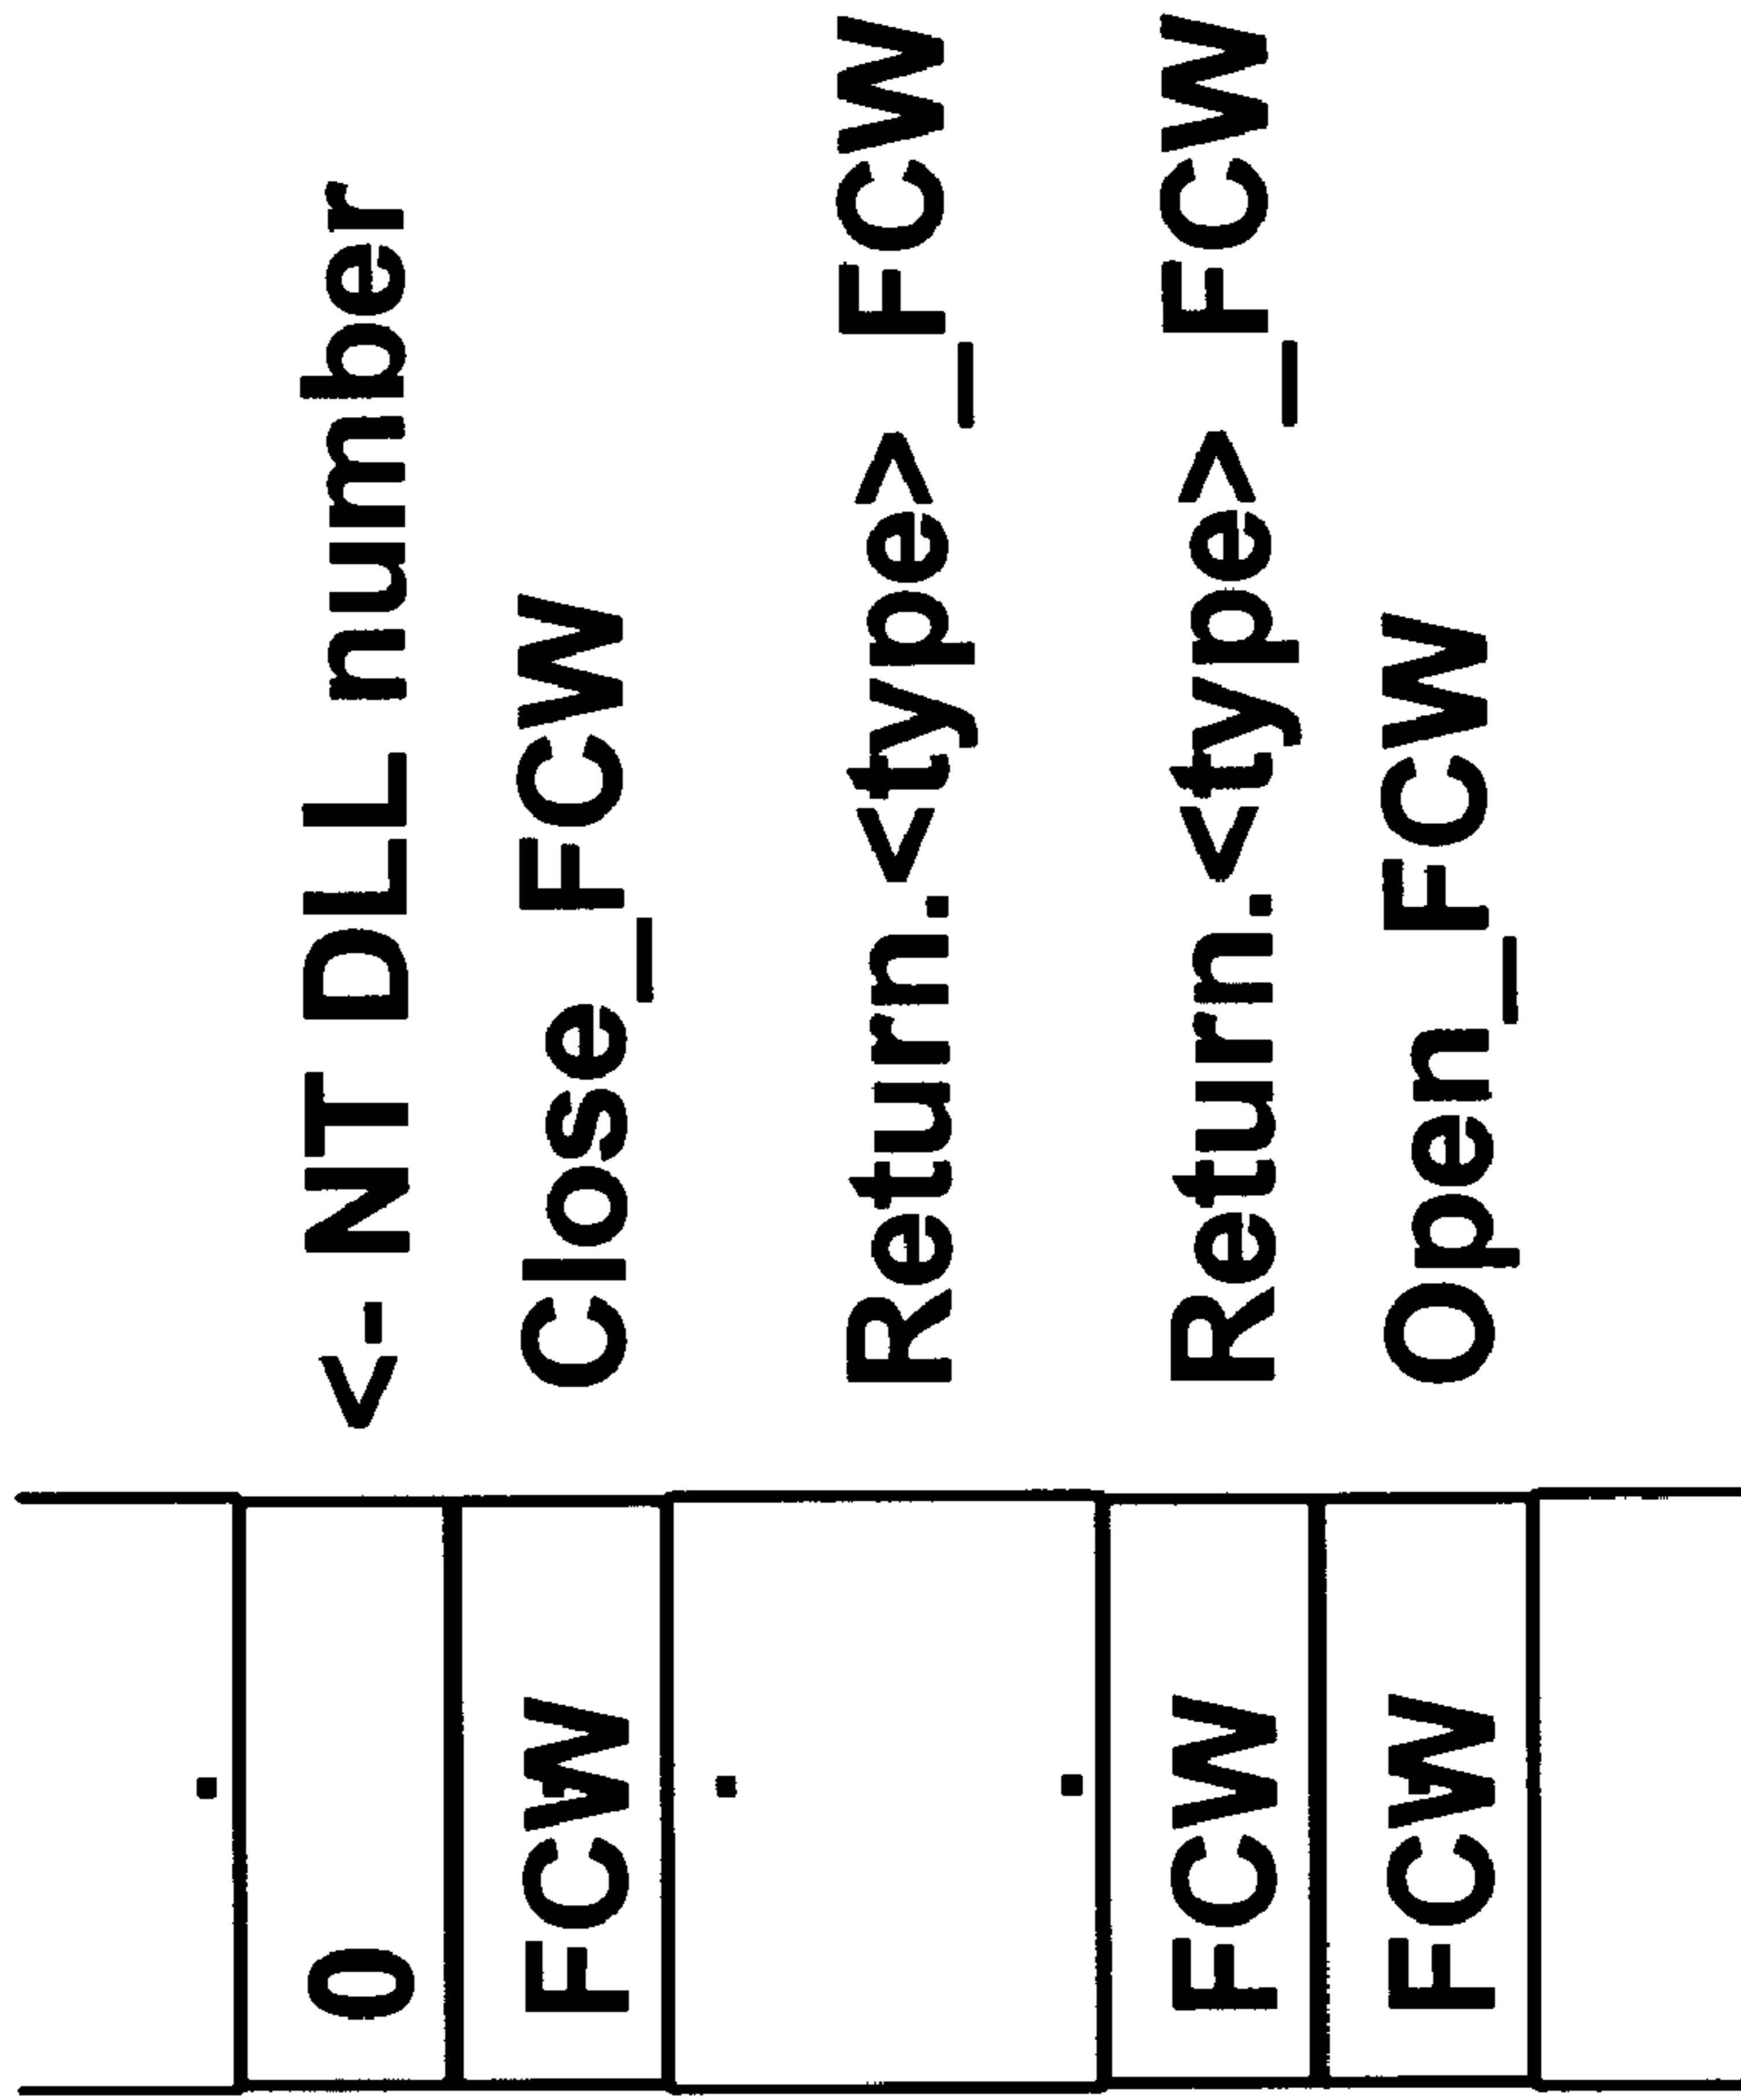 0 <- NT DLL number
FCW Close_FCW
.
Return.<type>_FCW
.
FCW Return.<type>_FCW
FCW Open_FCW